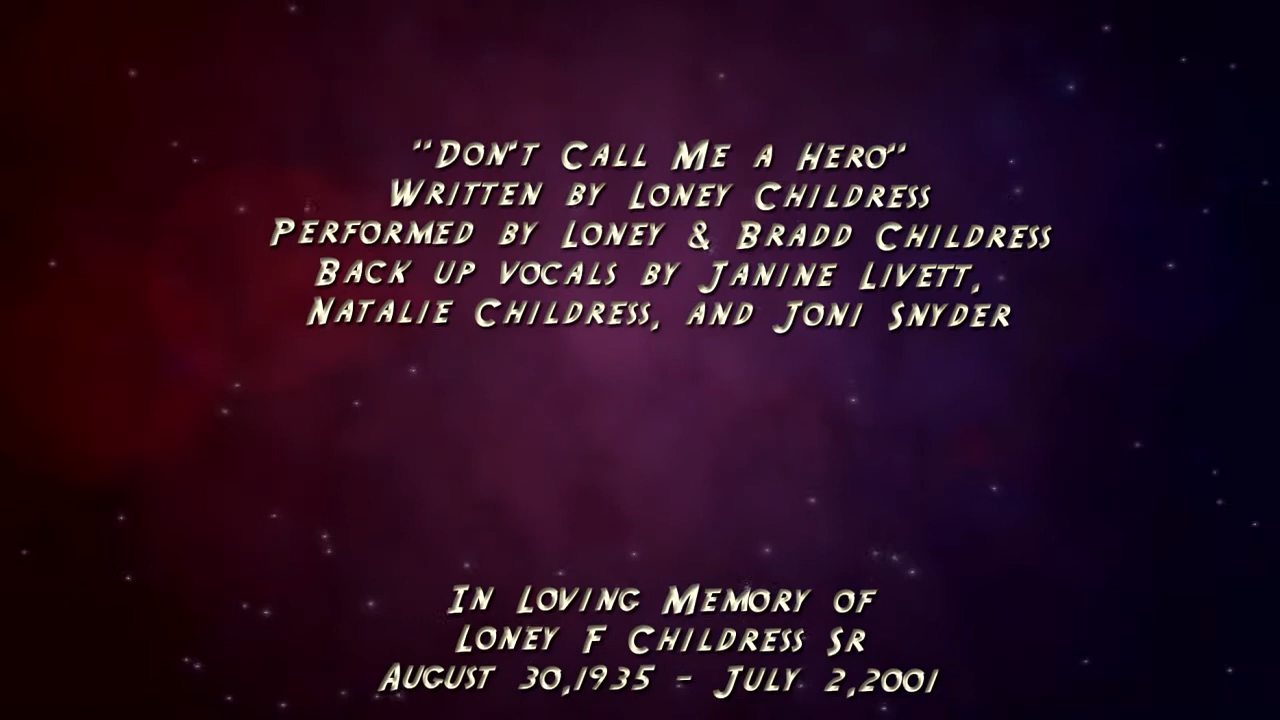 "Don't Call Me a Hero"
Written by Loney Childress
Performed by Loney & Bradd Childress
Back up vocals by Janine Livett,
Natalie Childress, and Joni Snyder
In Loving Memory of
Loney F Childress Sr
August 30,1935 - July 2,2001